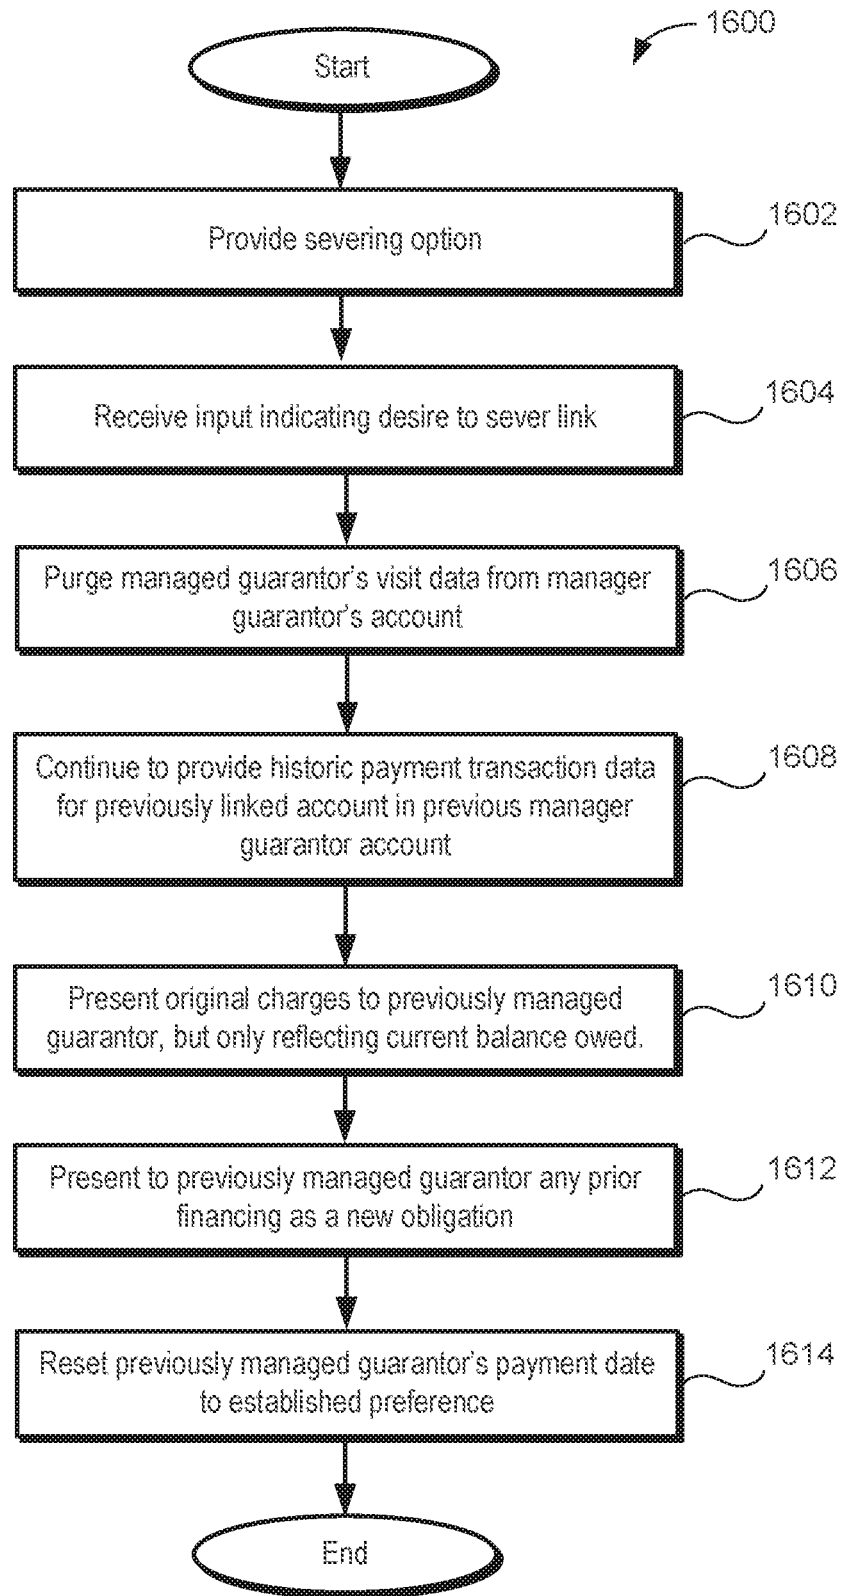 1600
Start
Provide severing option
1602
Receive input indicating desire to sever link
1604
Purge managed guarantor's visit data from manager
guarantor's account
1606
Continue to provide historic payment transaction data
for previously linked account in previous manager
guarantor account
1608
Present original charges to previously managed
guarantor, but only reflecting current balance owed.
1610
Present to previously managed guarantor any prior
financing as a new obligation
1612
Reset previously managed guarantor's payment date
to established preference
1614
End